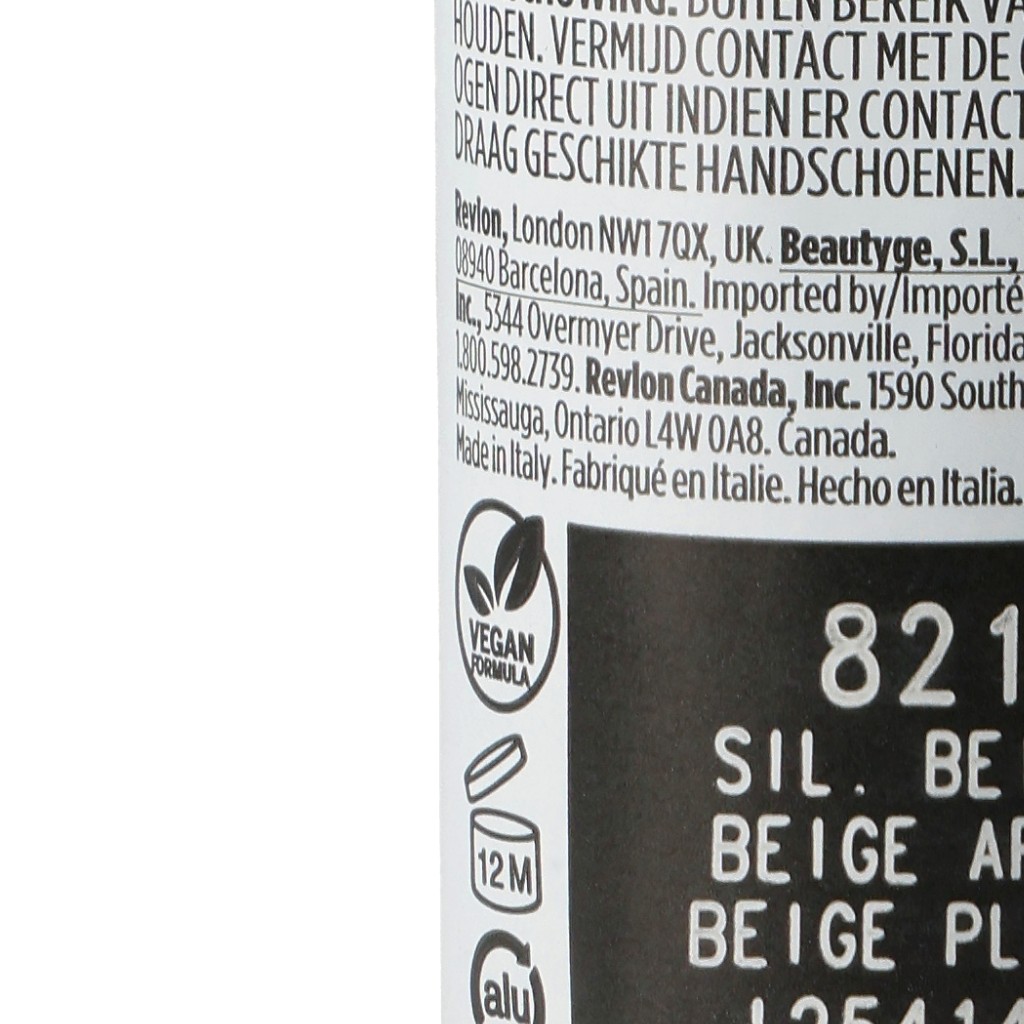 BUITEN BEREIK
HOUDEN. VERMIJD CONTACT MET DE
OGEN DIRECT UIT INDIEN ER CONTACT
DRAAG GESCHIKTE HANDSCHOENEN.
Revlon, London NW1 7QX, UK. Beautyge, S.L.,
08940 Barcelona, Spain. Imported by/Importé
Inc., 5344 Overmyer Drive, Jacksonville, Florida
1.800.598.2739. Revlon Canada, Inc. 1590 South
Mississauga, Ontario L4W 0A8. Canada.
Made in Italy. Fabriqué en Italie. Hecho en Italia.
VEGAN
FORMULA
821
SIL. BE
BEIGE
BEIGE PL
12M
alu